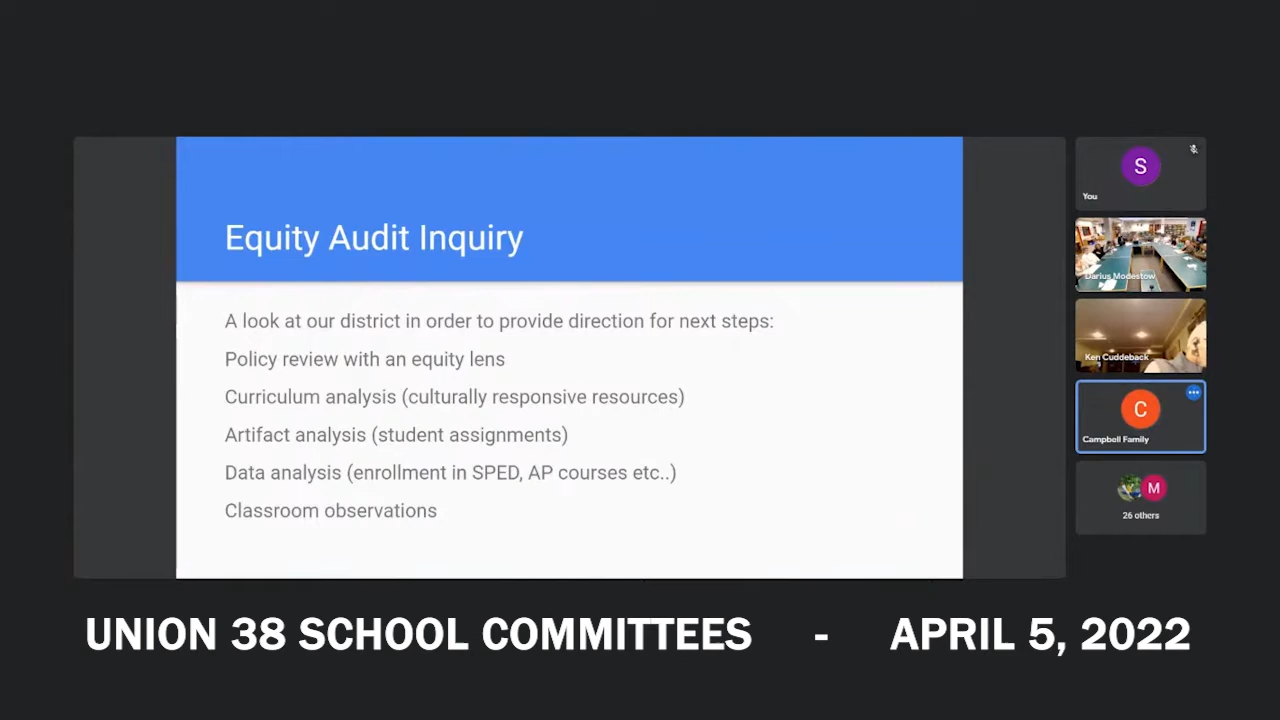 Equity Audit Inquiry
A look at our district in order to provide direction for next steps:
Policy review with an equity lens
Curriculum analysis (culturally responsive resources)
Artifact analysis (student assignments)
Data analysis (enrollment in SPED, AP courses etc..)
Classroom observations
S
You
Darius Modestow
Ken Cuddeback
C
Campbell Family
M
26 others
UNION 38 SCHOOL COMMITTEES - APRIL 5, 2022